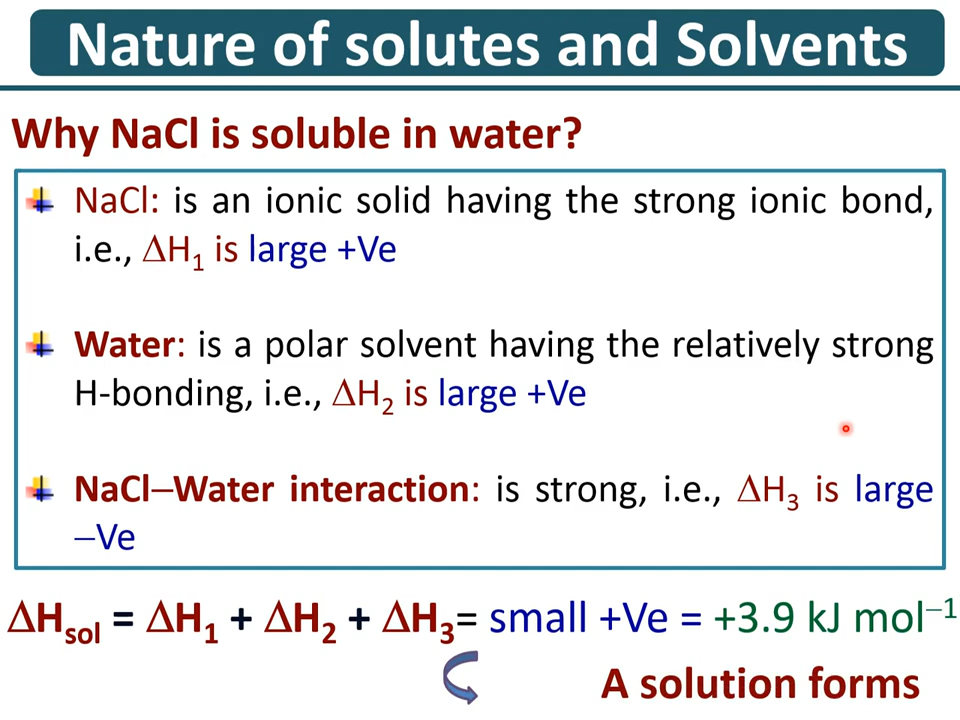 Nature of solutes and Solvents
Why NaCl is soluble in water?
NaCl: is an ionic solid having the strong ionic bond,
i.e., ΔH₁ is large +Ve
Water: is a polar solvent having the relatively strong
H-bonding, i.e., ΔH₂ is large +Ve
NaCl–Water interaction: is strong, i.e., ΔH₃ is large
–Ve
ΔHsol = ΔH₁ + ΔH₂ + ΔH₃= small +Ve = +3.9 kJ mol⁻¹
A solution forms